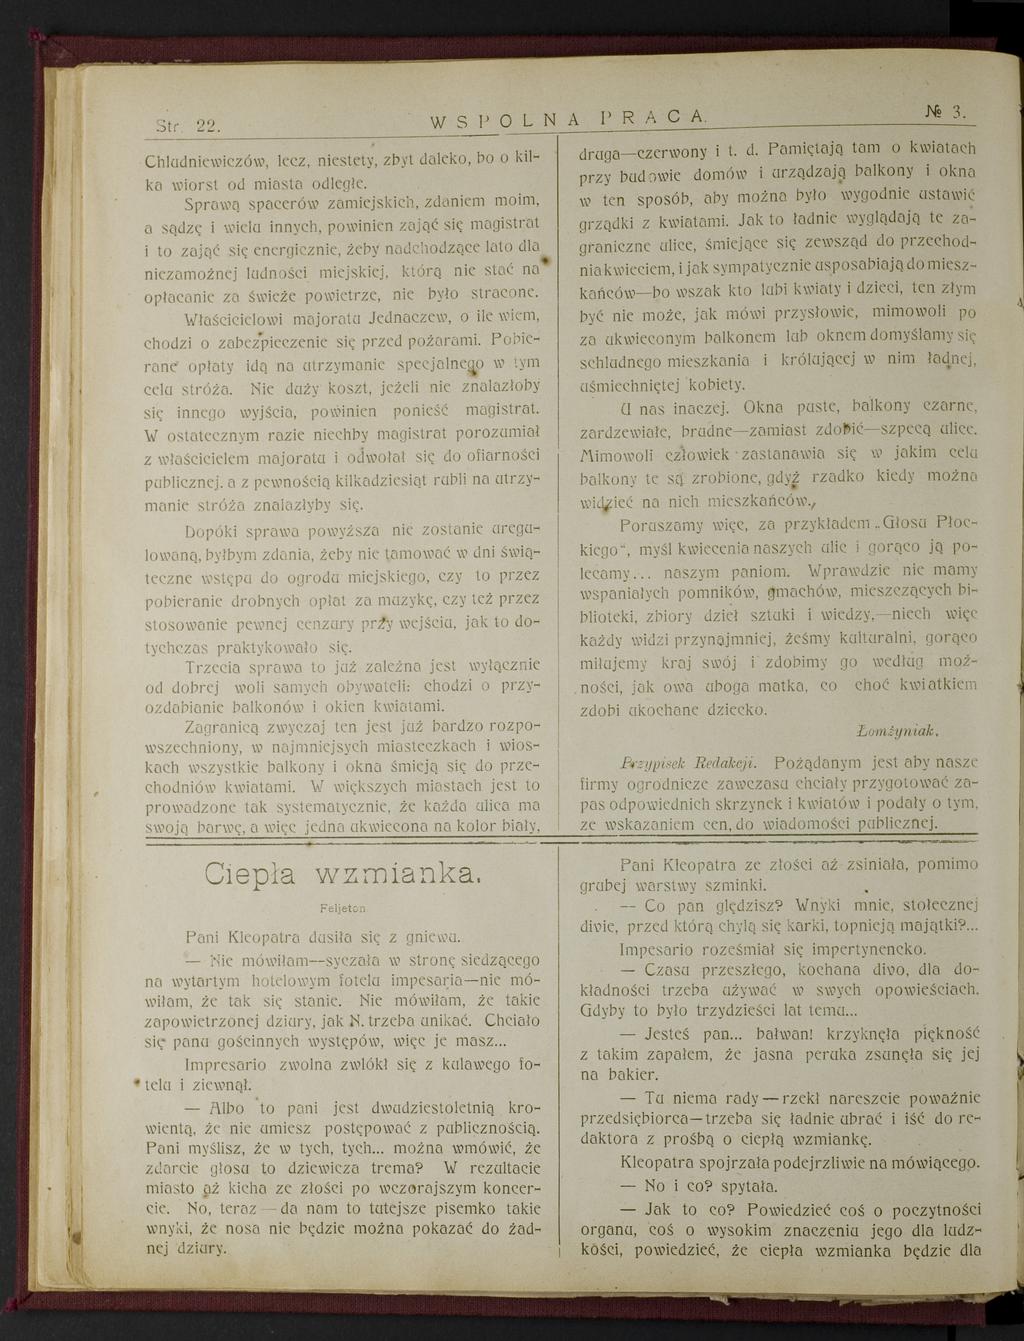 Str. 22.
WSPOLNA PRACA.
№ 3.
Chludniewiczów, lecz, niestety, zbyt daleko, bo o kil-
ka wiorst od miasta odległe.
Sprawą spacerów zamiejskich, zdaniem moim,
a sądzę i wielu innych, powinien zająć się magistrat
i to zająć się energicznie, żeby nadchodzące lato dla
niezamożnej ludności miejskiej, którą nie stać na
opłacanie za świeże powietrze, nie było stracone.
Właścicielowi majoratu Jednaczew, o ile wiem,
chodzi o zabezpieczenie się przed pożarami. Pobie-
rane opłaty idą na utrzymanie specjalnego w tym
celu stróża. Nie duży koszt, jeżeli nie znalazłoby
się innego wyjścia, powinien ponieść magistrat.
W ostatecznym razie niechby magistrat porozumiał
z właścicielem majoratu i odwołał się do ofiarności
publicznej, a z pewnością kilkadziesiąt rubli na utrzy-
manie stróża znalazłyby się.
Dopóki sprawa powyższa nie zostanie uregu-
lowaną, byłbym zdania, żeby nie tamować w dni świą-
teczne wstępu do ogrodu miejskiego, czy to przez
pobieranie drobnych opłat za muzykę, czy też przez
stosowanie pewnej cenzury przy wejściu, jak to do-
tychczas praktykowało się.
Trzecia sprawa to już zależna jest wyłącznie
od dobrej woli samych obywateli: chodzi o przy-
ozdabianie balkonów i okien kwiatami.
Zagranicą zwyczaj ten jest już bardzo rozpo-
wszechniony, w najmniejsych miasteczkach i wios-
kach wszystkie balkony i okna śmieją się do prze-
chodniów kwiatami. W większych miastach jest to
prowadzone tak systematycznie, że każda ulica ma
swoją barwę, a więc jedna ukwiecona na kolor biały,
druga—czerwony i t. d. Pamiętają tam o kwiatach
przy budowie domów i urządzają balkony i okna
w ten sposób, aby można było wygodnie ustawić
grządki z kwiatami. Jak to ładnie wyglądają te za-
graniczne ulice, śmiejące się zewsząd do przechod-
nia kwieciem, i jak sympatycznie usposabiają do miesz-
kańców—bo wszak kto lubi kwiaty i dzieci, ten złym
być nie może, jak mówi przysłowie, mimowoli po
za ukwieconym balkonem lub oknem domyślamy się
schludnego mieszkania i królującej w nim ładnej,
uśmiechniętej kobiety.
U nas inaczej. Okna puste, balkony czarne,
zardzewiałe, brudne—zamiast zdobić—szpecą ulice.
Mimowoli człowiek zastanawia się w jakim celu
balkony te są zrobione, gdyż rzadko kiedy można
widzieć na nich mieszkańców.
Poruszamy więc, za przykładem „Głosu Płoc-
kiego“, myśl kwiecenia naszych ulic i gorąco ją po-
lecamy... naszym paniom. Wprawdzie nie mamy
wspaniałych pomników, gmachów, mieszczących bi-
blioteki, zbiory dzieł sztuki i wiedzy,—niech więc
każdy widzi przynajmniej, żeśmy kulturalni, gorąco
miłujemy kraj swój i zdobimy go według moż-
ności, jak owa uboga matka, co choć kwiatkiem
zdobi ukochane dziecko.
Łomżyniak.
Przypisek Redakcji. Pożądanym jest aby nasze
firmy ogrodnicze zawczasu chciały przygotować za-
pas odpowiednich skrzynek i kwiatów i podały o tym,
ze wskazaniem cen, do wiadomości publicznej.
Ciepła wzmianka.
Feljeton
Pani Kleopatra dusiła się z gniewu.
— Nie mówiłam—syczała w stronę siedzącego
na wytartym hotelowym fotelu impesarja—nie mó-
wiłam, że tak się stanie. Nie mówiłam, że takie
zapowietrzonej dziury, jak N. trzeba unikać. Chciało
się panu gościnnych występów, więc je masz...
Impresario zwolna zwlókł się z kulawego fo-
telu i ziewnął.
— Albo to pani jest dwudziestoletnią kro-
wientą, że nie umiesz postępować z publicznością.
Pani myślisz, że w tych, tych... można wmówić, że
zdarcie głosu to dziewicza trema? W rezultacie
miasto aż kicha ze złości po wczorajszym koncer-
cie. No, teraz—da nam to tutejsze pisemko takie
wnyki, że nosa nie będzie można pokazać do żad-
nej dziury.
Pani Kleopatra ze złości aż zsiniała, pomimo
grubej warstwy szminki.
— Co pan ględzisz? Wnyki mnie, stołecznej
divie, przed którą chylą się karki, topnieją majątki?...
Impesario roześmiał się impertynencko.
— Czasu przeszłego, kochana divo, dla do-
kładności trzeba używać w swych opowieściach.
Gdyby to było trzydzieści lat temu...
— Jesteś pan... bałwan! krzyknęła piękność
z takim zapałem, że jasna peruka zsunęła się jej
na bakier.
— Tu niema rady—rzekł nareszcie poważnie
przedsiębiorca—trzeba się ładnie ubrać i iść do re-
daktora z prośbą o ciepłą wzmiankę.
Kleopatra spojrzała podejrzliwie na mówiącego.
— No i co? spytała.
— Jak to co? Powiedzieć coś o poczytności
organu, coś o wysokim znaczeniu jego dla ludz-
kości, powiedzieć, że ciepła wzmianka będzie dla